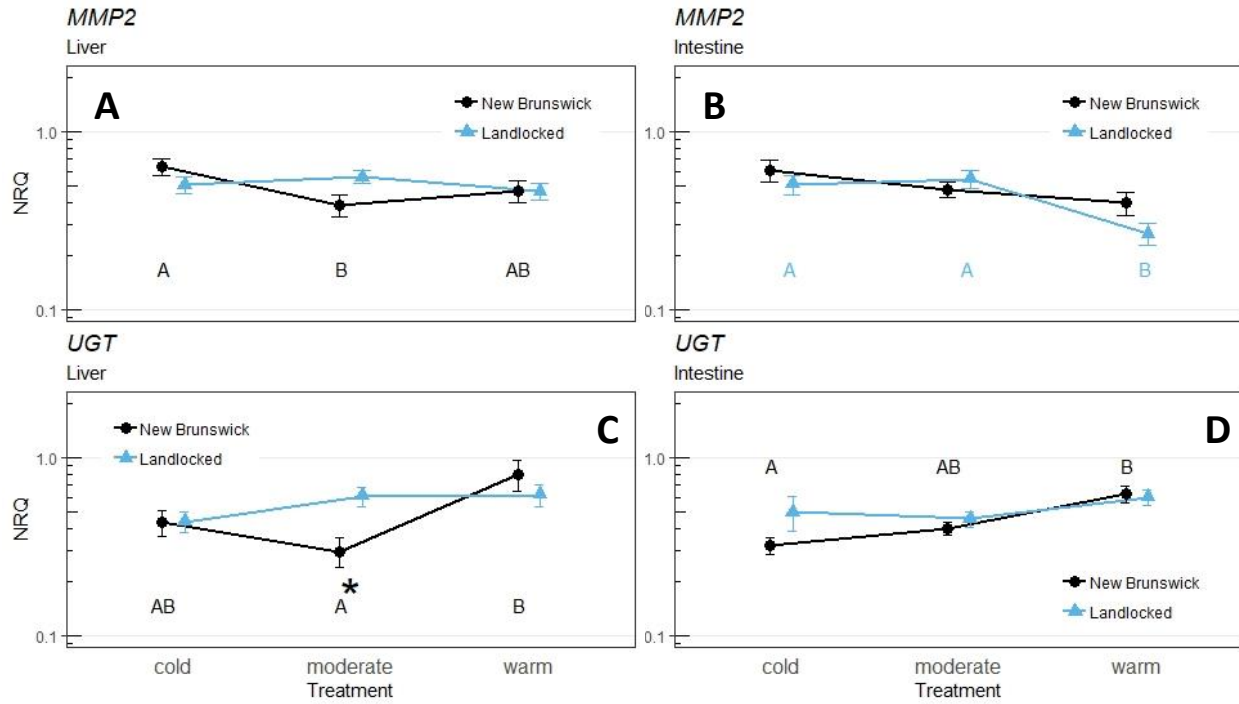 MMP2
Liver
A
New Brunswick
Landlocked
1.0
NRQ
0.1
A B AB
MMP2
Intestine
B
New Brunswick
Landlocked
1.0
0.1
A A B
UGT
Liver
C
New Brunswick
Landlocked
1.0
NRQ
0.1
*
AB A B
cold moderate warm
Treatment
UGT
Intestine
D
1.0
A AB B
New Brunswick
Landlocked
0.1
cold moderate warm
Treatment